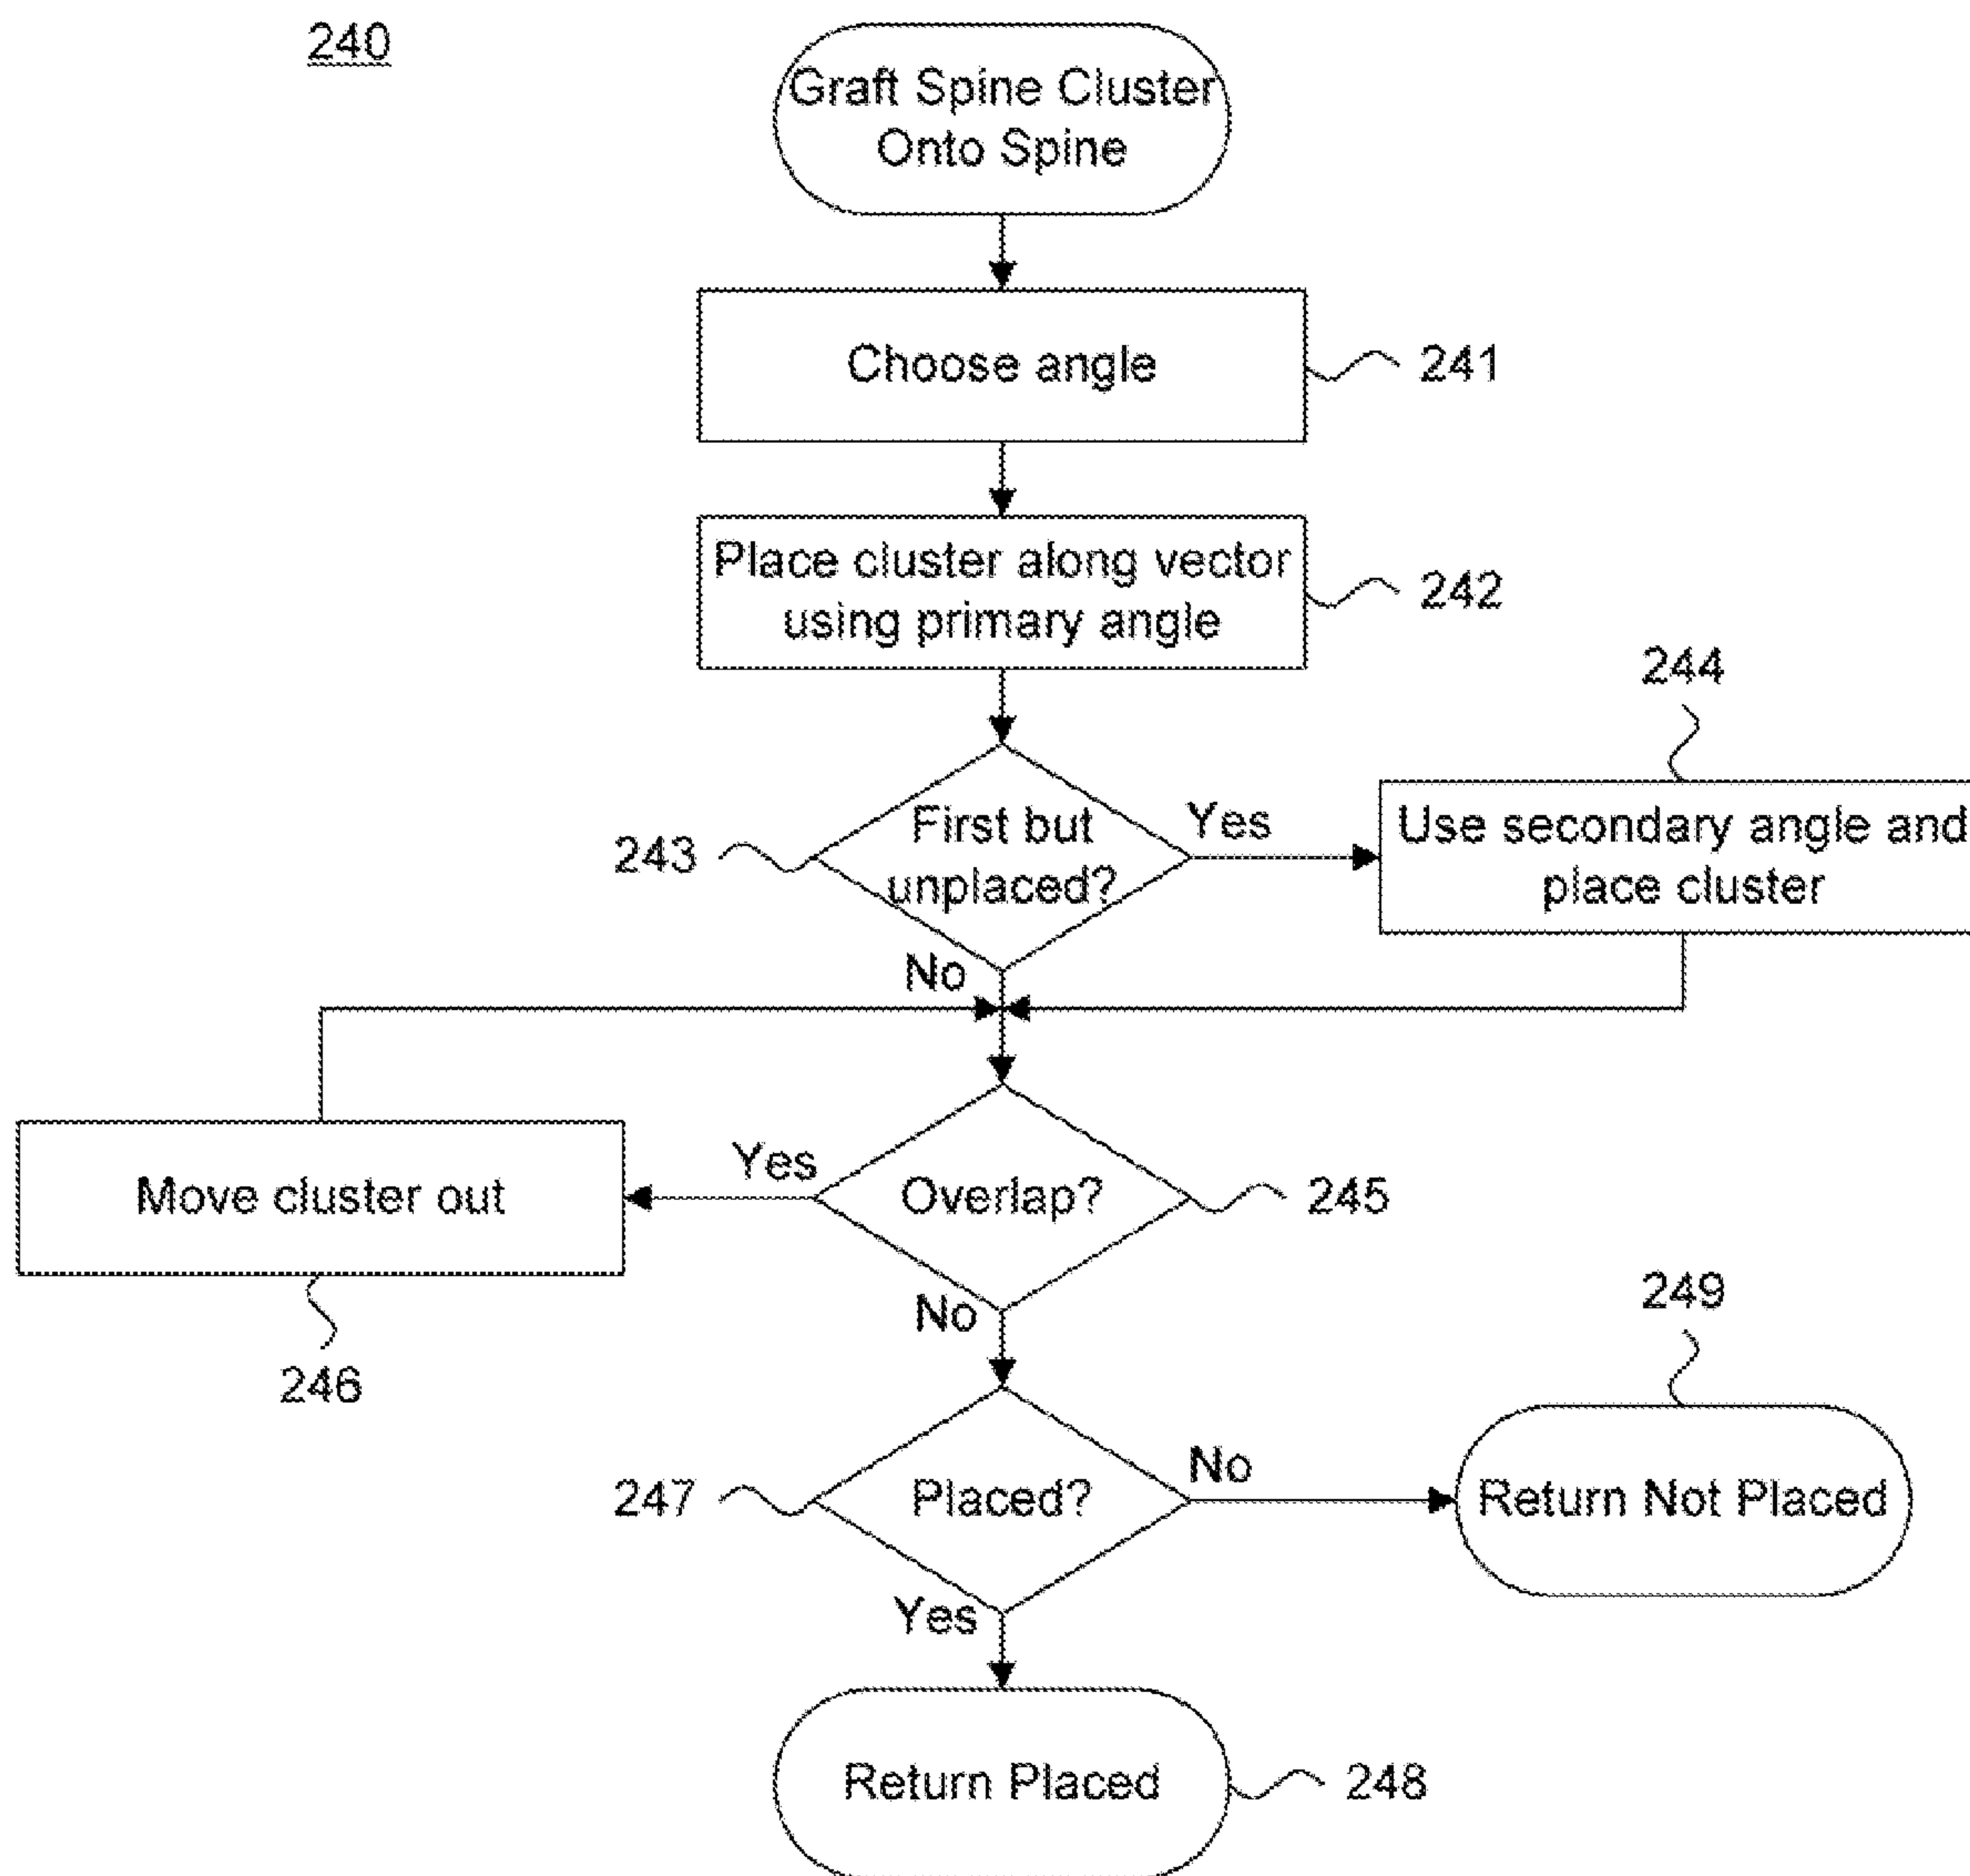 240
Graft Spine Cluster
Onto Spine
Choose angle
241
Place cluster along vector
using primary angle
242
244
First but
unplaced?
243
Yes
Use secondary angle and
place cluster
No
Move cluster out
Yes
Overlap?
245
246
No
249
247
Placed?
No
Return Not Placed
Yes
Return Placed
248